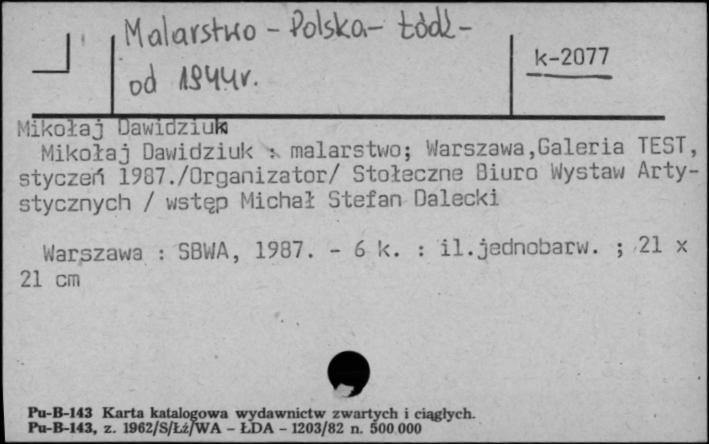 Malarstwo - Polska - Łódź -
od 1944r.
k-2077
Mikołaj Dawidziuk
Mikołaj Dawidziuk : malarstwo; Warszawa,Galeria TEST,
styczeń 1987./Organizator/ Stołeczne Biuro Wystaw Arty-
stycznych / wstęp Michał Stefan Dalecki
Warszawa : SBWA, 1987. - 6 k. : il.jednobarw. ; 21 x
21 cm
Pu-B-143 Karta katalogowa wydawnictw zwartych i ciągłych.
Pu-B-143, z. 1962/S/Łź/WA - ŁDA - 1203/82 n. 500.000